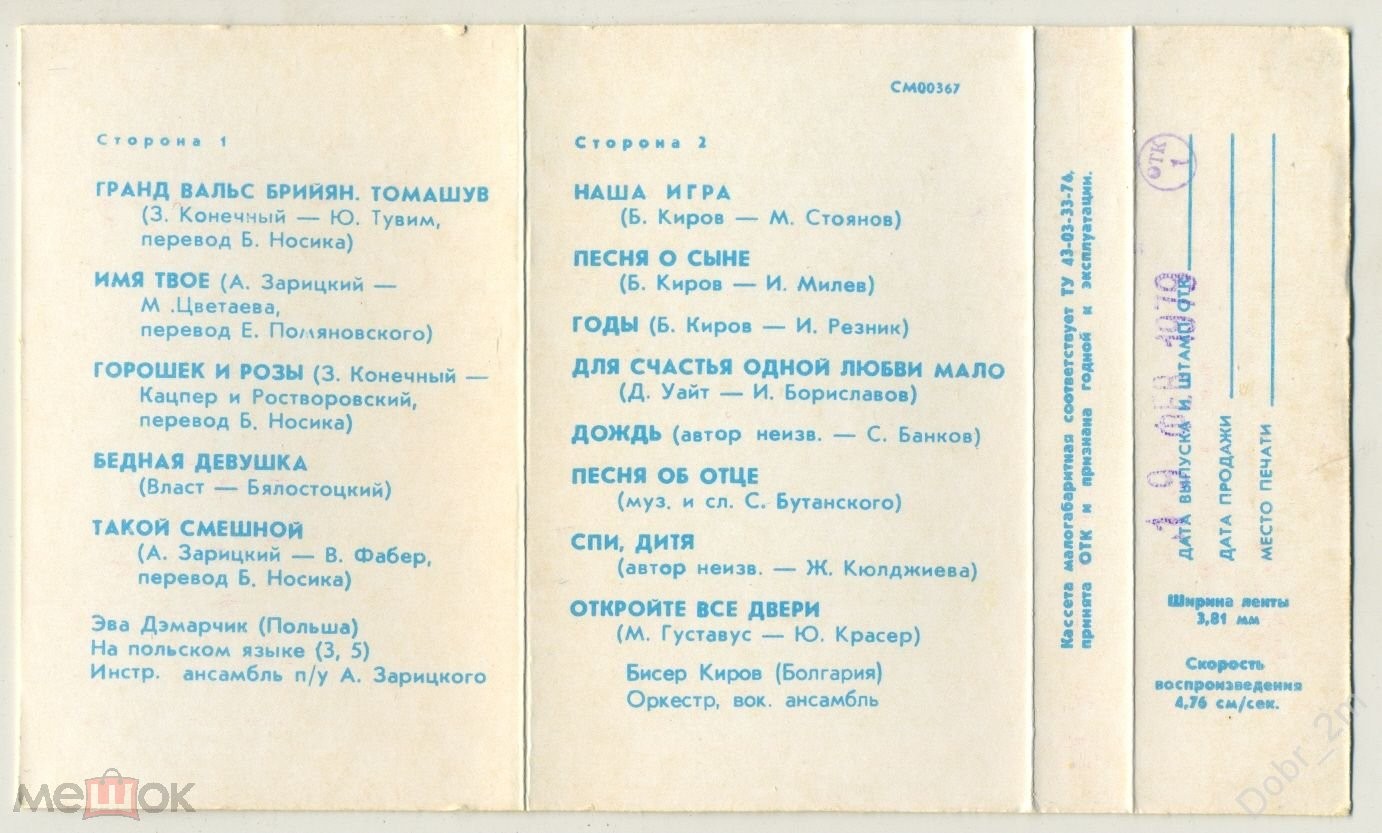 Сторона 1
ГРАНД ВАЛЬС БРИЙЯН. ТОМАШУВ
(З. Конечный — Ю. Тувим,
перевод Б. Носика)
ИМЯ ТВОЕ (А. Зарицкий —
М .Цветаева,
перевод Е. Помяновского)
ГОРОШЕК И РОЗЫ (З. Конечный —
Кацпер и Ростворовский,
перевод Б. Носика)
БЕДНАЯ ДЕВУШКА
(Власт — Бялостоцкий)
ТАКОЙ СМЕШНОЙ
(А. Зарицкий — В. Фабер,
перевод Б. Носика)
Эва Дэмарчик (Польша)
На польском языке (3, 5)
Инстр. ансамбль п/у А. Зарицкого
СМ00367
Сторона 2
НАША ИГРА
(Б. Киров — М. Стоянов)
ПЕСНЯ О СЫНЕ
(Б. Киров — И. Милев)
ГОДЫ (Б. Киров — И. Резник)
ДЛЯ СЧАСТЬЯ ОДНОЙ ЛЮБВИ МАЛО
(Д. Уайт — И. Бориславов)
ДОЖДЬ (автор неизв. — С. Банков)
ПЕСНЯ ОБ ОТЦЕ
(муз. и сл. С. Бутанского)
СПИ, ДИТЯ
(автор неизв. — Ж. Кюлджиева)
ОТКРОЙТЕ ВСЕ ДВЕРИ
(М. Густавус — Ю. Красер)
Бисер Киров (Болгария)
Оркестр, вок. ансамбль
Кассета малогабаритная соответствует ТУ 43-03-33-76,
принята ОТК и признана годной к эксплуатации.
ОТК
1
ДАТА ВЫПУСКА И ШТАМП ОТК
19 ФЕВ 1979
ДАТА ПРОДАЖИ
МЕСТО ПЕЧАТИ
Ширина ленты
3,81 мм
Скорость
воспроизведения
4,76 см/сек.
мешок
Dobr_2m